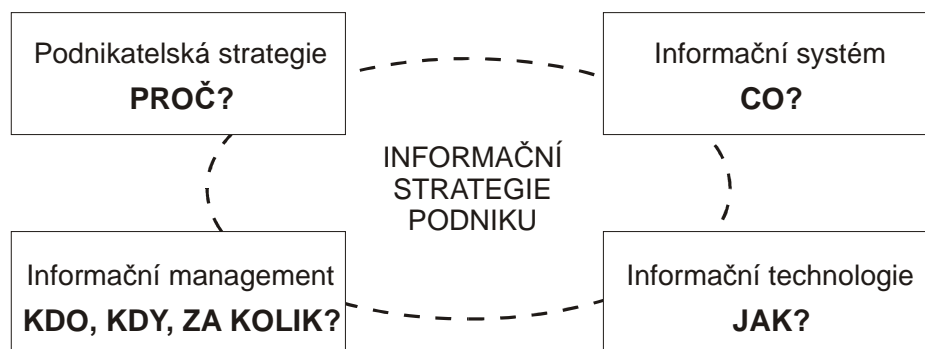 Podnikatelská strategie
PROČ?
Informační systém
CO?
INFORMAČNÍ
STRATEGIE
PODNIKU
Informační management
KDO, KDY, ZA KOLIK?
Informační technologie
JAK?